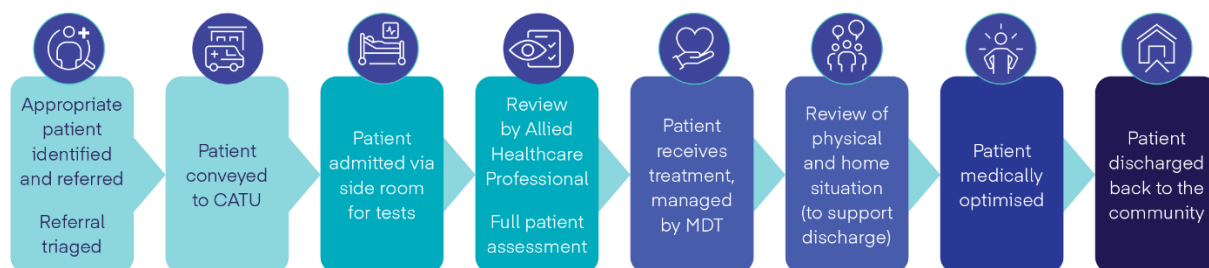 Appropriate
patient
identified
and referred
Referral
triaged
Patient
conveyed
to CATU
Patient
admitted via
side room
for tests
Review
by Allied
Healthcare
Professional
Full patient
assessment
Patient
receives
treatment,
managed
by MDT
Review of
physical
and home
situation
(to support
discharge)
Patient
medically
optimised
Patient
discharged
back to the
community